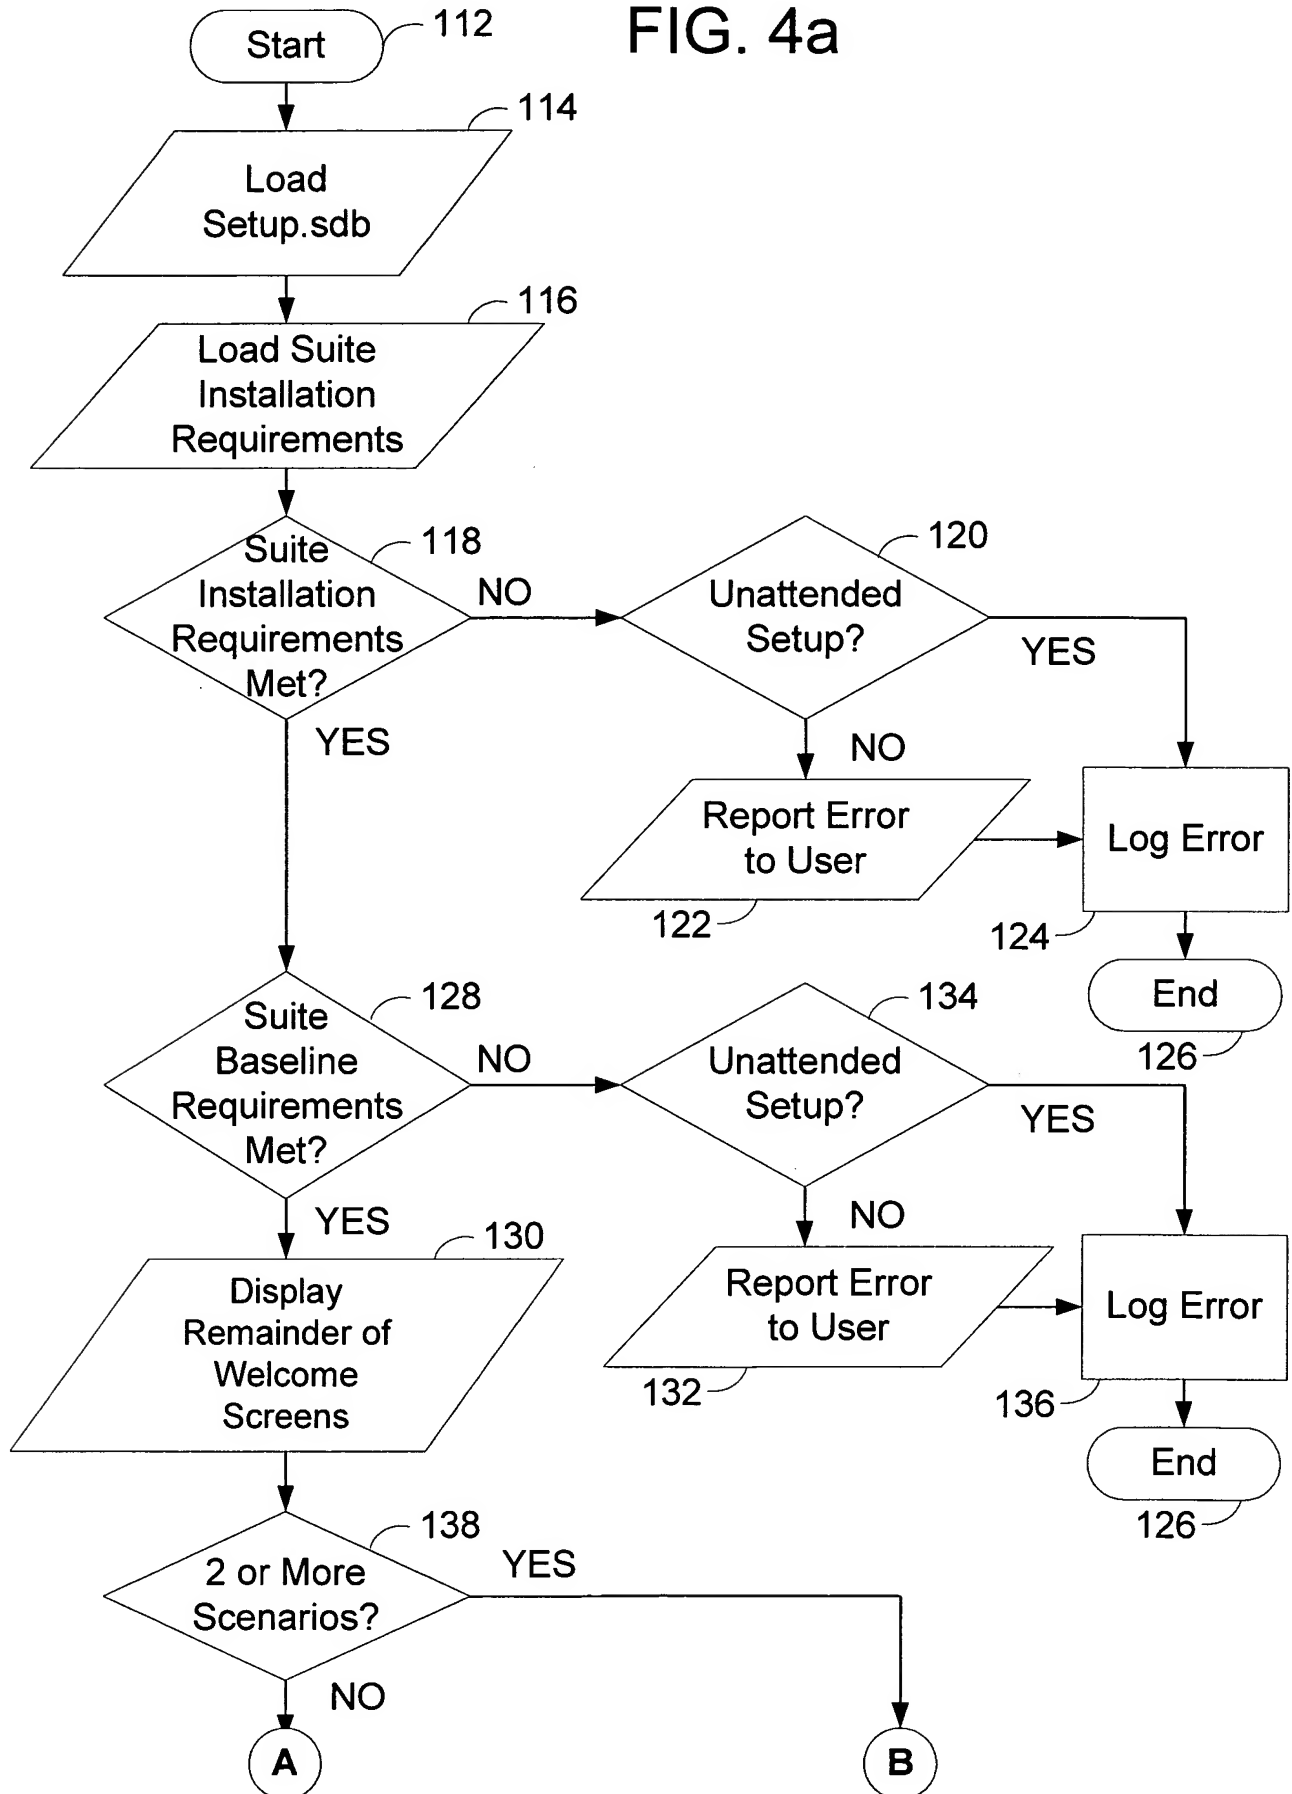 FIG. 4a
Start
112
114
Load
Setup.sdb
116
Load Suite
Installation
Requirements
118
Suite
Installation
Requirements
Met?
NO
YES
120
Unattended
Setup?
YES
NO
Report Error
to User
122
Log Error
124
End
126
128
Suite
Baseline
Requirements
Met?
NO
YES
134
Unattended
Setup?
YES
NO
Report Error
to User
132
Log Error
136
End
126
130
Display
Remainder of
Welcome
Screens
138
2 or More
Scenarios?
YES
NO
A
B